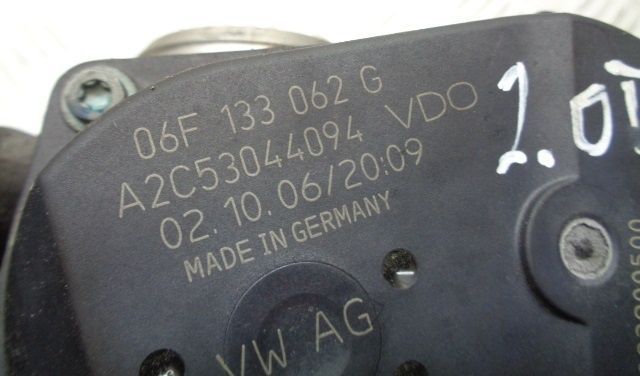 06F 133 062 G
A2C53044094 VDO
02.10.06/20:09
MADE IN GERMANY
VW AG